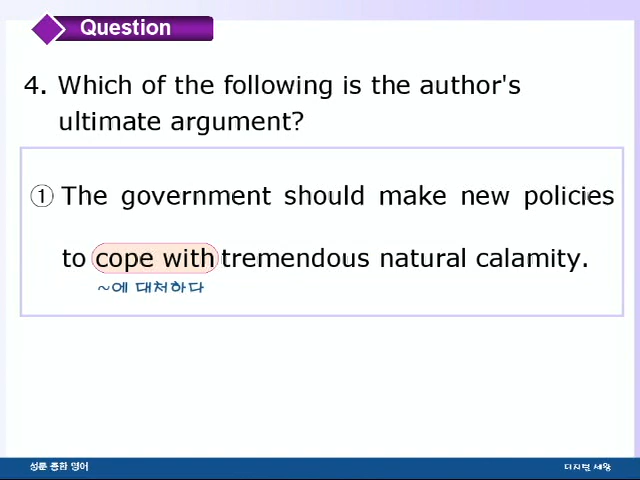 Question
4. Which of the following is the author's
ultimate argument?
① The government should make new policies
to cope with tremendous natural calamity.
~에 대처하다
성문 종합 영어
디지털 세왕